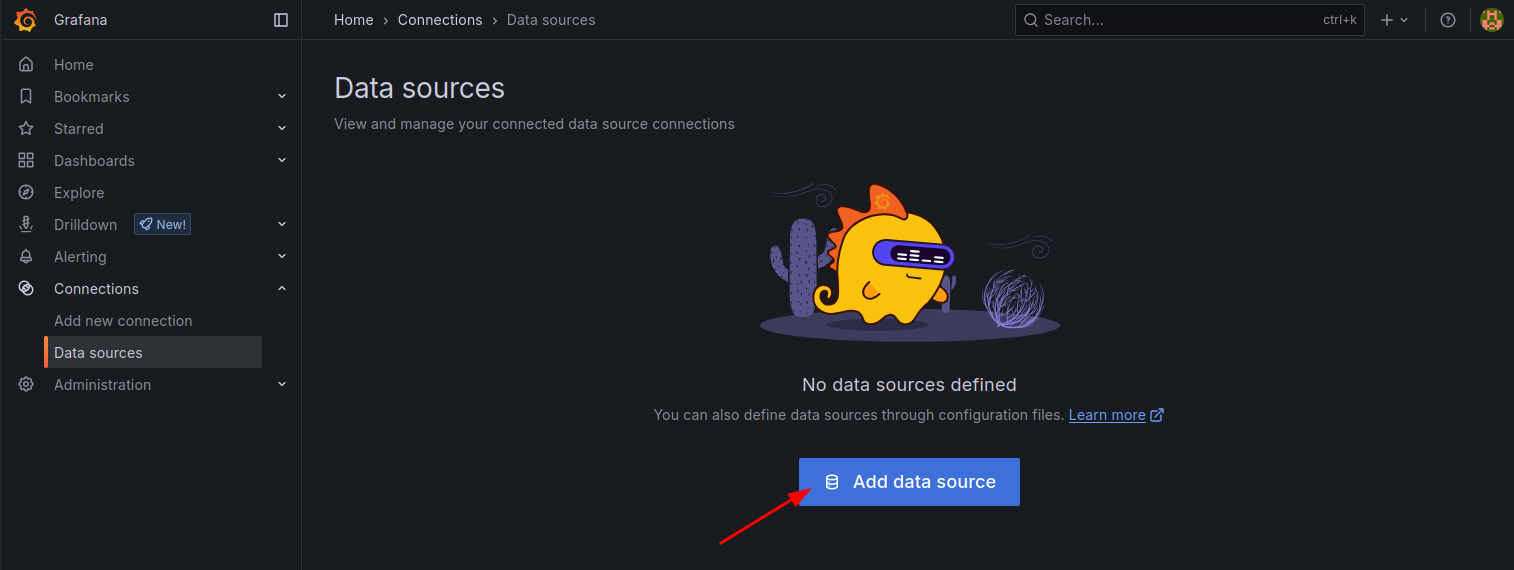 Grafana
Home
Bookmarks
Starred
Dashboards
Explore
Drilldown New!
Alerting
Connections
Add new connection
Data sources
Administration
Home › Connections › Data sources
Search... ctrl+k
Data sources
View and manage your connected data source connections
No data sources defined
You can also define data sources through configuration files. Learn more
Add data source